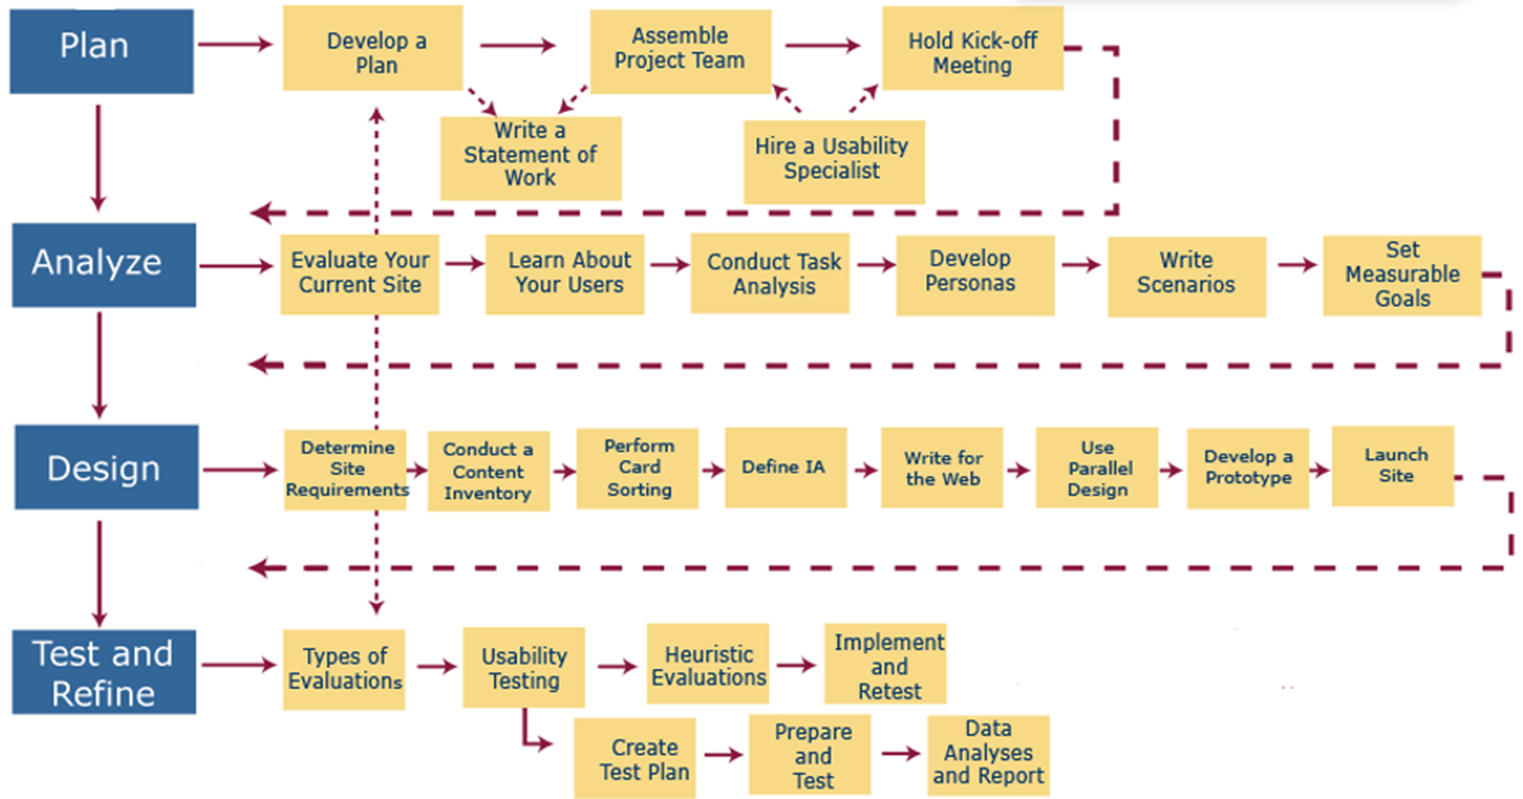 Plan
Develop a
Plan
Assemble
Project Team
Hold Kick-off
Meeting
Write a
Statement of
Work
Hire a Usability
Specialist
Analyze
Evaluate Your
Current Site
Learn About
Your Users
Conduct Task
Analysis
Develop
Personas
Write
Scenarios
Set
Measurable
Goals
Design
Determine
Site
Requirements
Conduct a
Content
Inventory
Perform
Card
Sorting
Define IA
Write for
the Web
Use
Parallel
Design
Develop a
Prototype
Launch
Site
Test and
Refine
Types of
Evaluations
Usability
Testing
Heuristic
Evaluations
Implement
and
Retest
Create
Test Plan
Prepare
and
Test
Data
Analyses
and Report